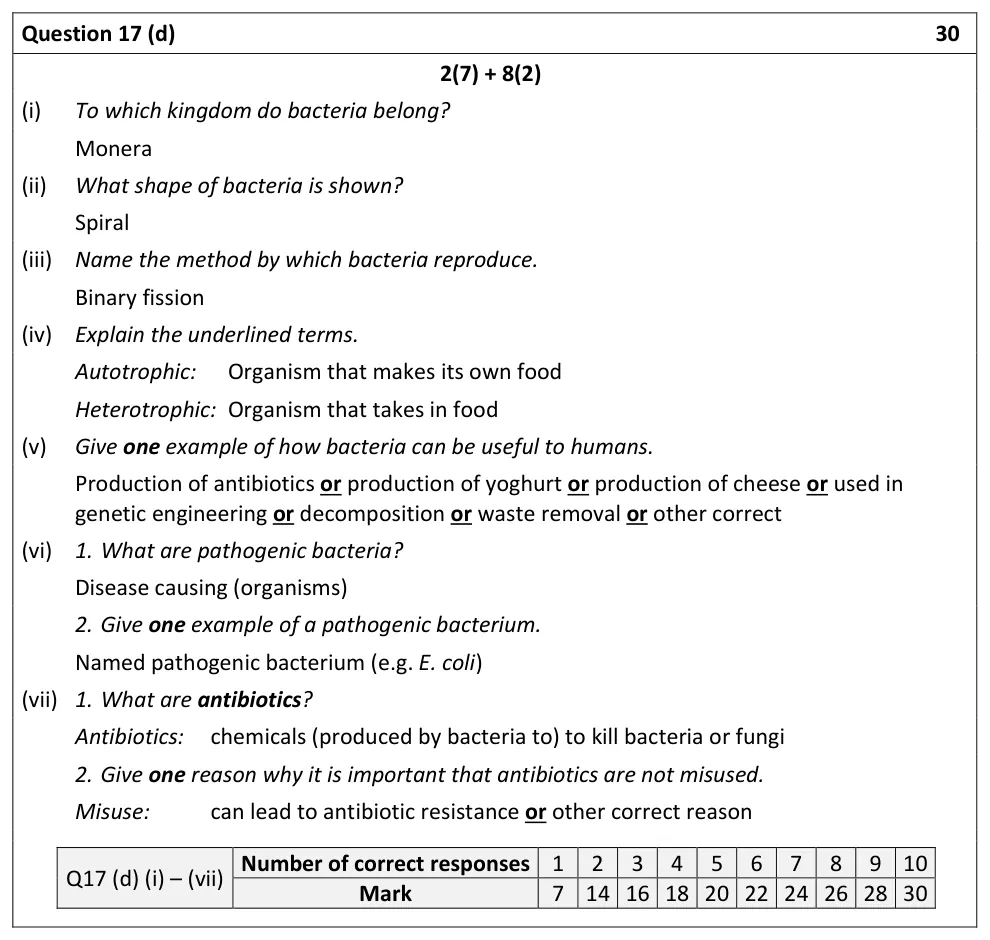 Question 17 (d) 30
2(7) + 8(2)
(i) To which kingdom do bacteria belong?
Monera
(ii) What shape of bacteria is shown?
Spiral
(iii) Name the method by which bacteria reproduce.
Binary fission
(iv) Explain the underlined terms.
Autotrophic: Organism that makes its own food
Heterotrophic: Organism that takes in food
(v) Give one example of how bacteria can be useful to humans.
Production of antibiotics or production of yoghurt or production of cheese or used in
genetic engineering or decomposition or waste removal or other correct
(vi) 1. What are pathogenic bacteria?
Disease causing (organisms)
2. Give one example of a pathogenic bacterium.
Named pathogenic bacterium (e.g. E. coli)
(vii) 1. What are antibiotics?
Antibiotics: chemicals (produced by bacteria to) to kill bacteria or fungi
2. Give one reason why it is important that antibiotics are not misused.
Misuse: can lead to antibiotic resistance or other correct reason
Q17 (d) (i) – (vii)
Number of correct responses 1 2 3 4 5 6 7 8 9 10
Mark 7 14 16 18 20 22 24 26 28 30